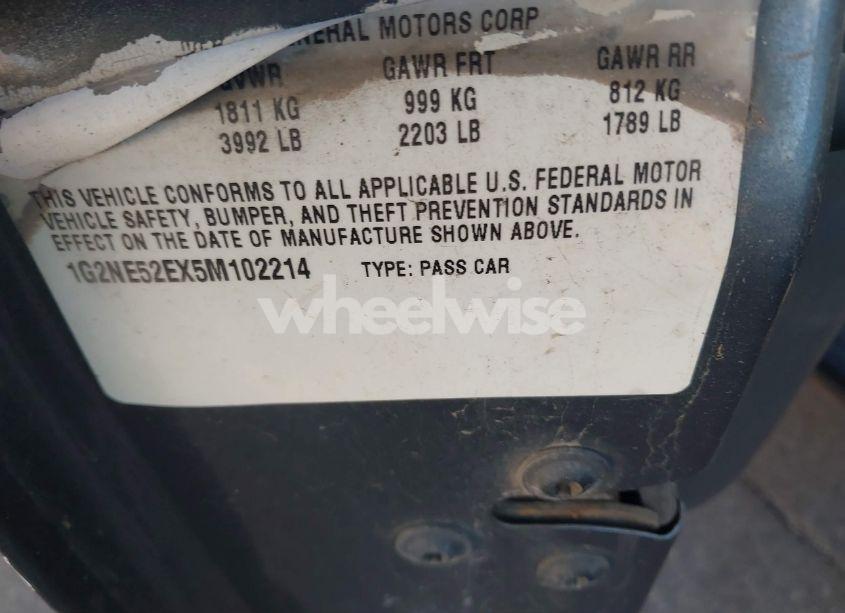 GENERAL MOTORS CORP
GVWR GAWR FRT GAWR RR
1811 KG 999 KG 812 KG
3992 LB 2203 LB 1789 LB
THIS VEHICLE CONFORMS TO ALL APPLICABLE U.S. FEDERAL MOTOR
VEHICLE SAFETY, BUMPER, AND THEFT PREVENTION STANDARDS IN
EFFECT ON THE DATE OF MANUFACTURE SHOWN ABOVE.
1G2NE52EX5M102214 TYPE: PASS CAR
wheelwise